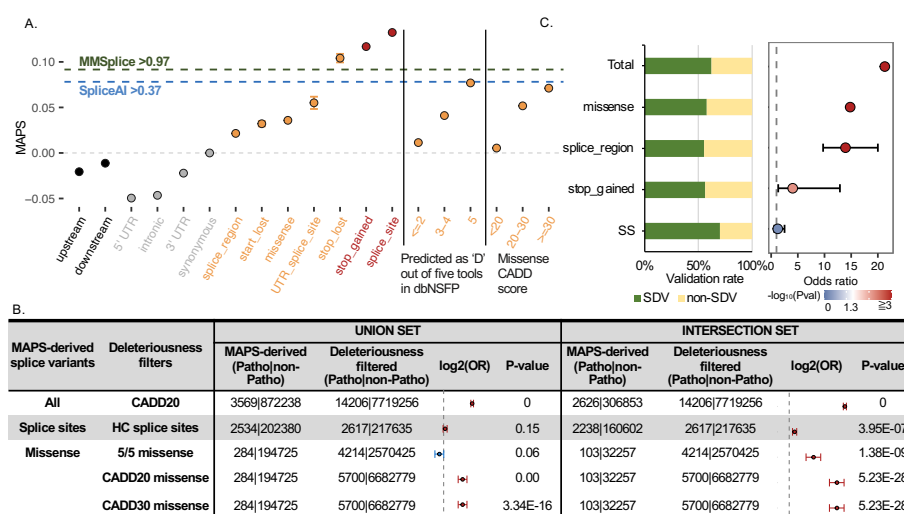 A.
MAPS
0.10
0.05
0.00
−0.05
MMSplice >0.97
SpliceAI >0.37
upstream
downstream
5' UTR
intronic
3' UTR
synonymous
splice_region
start_lost
missense
UTR_splice_site
stop_lost
stop_gained
splice_site
<=2
3−4
5
<20
20−30
>=30
Predicted as 'D'
out of five tools
in dbNSFP
Missense
CADD
score
C.
Total
missense
splice_region
stop_gained
SS
0%
50%
100%
Validation rate
SDV
non-SDV
1
5
10
15
20
Odds ratio
-log₁₀(Pval)
0 1.3 ≧3
B.
UNION SET
INTERSECTION SET
MAPS-derived
splice variants
Deleteriousness
filters
MAPS-derived
(Patho|non-
Patho)
Deleteriousness
filtered
(Patho|non-Patho)
log2(OR)
P-value
MAPS-derived
(Patho|non-
Patho)
Deleteriousness
filtered
(Patho|non-Patho)
log2(OR)
P-value
All CADD20 3569|872238 14206|7719256 0 2626|306853 14206|7719256 0
Splice sites HC splice sites 2534|202380 2617|217635 0.15 2238|160602 2617|217635 3.95E-07
Missense 5/5 missense 284|194725 4214|2570425 0.06 103|32257 4214|2570425 1.38E-09
CADD20 missense 284|194725 5700|6682779 0.00 103|32257 5700|6682779 5.23E-28
CADD30 missense 284|194725 5700|6682779 3.34E-16 103|32257 5700|6682779 5.23E-28